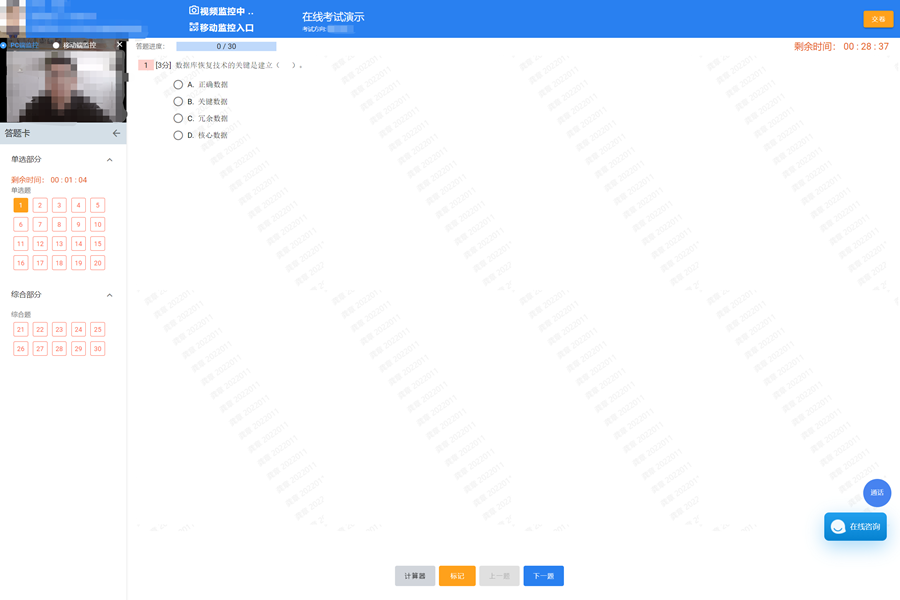 视频监控中 ..
移动监控入口
在线考试演示
考试方向:
交卷
PC端监控
移动端监控
答题进度:
0 / 30
剩余时间: 00 : 28 : 37
1 [3分] 数据库恢复技术的关键是建立（ ）。
A. 正确数据
B. 关键数据
C. 冗余数据
D. 核心数据
答题卡
单选部分
剩余时间: 00 : 01 : 04
单选题
1 2 3 4 5
6 7 8 9 10
11 12 13 14 15
16 17 18 19 20
综合部分
综合题
21 22 23 24 25
26 27 28 29 30
通话
在线咨询
计算器
标记
上一题
下一题